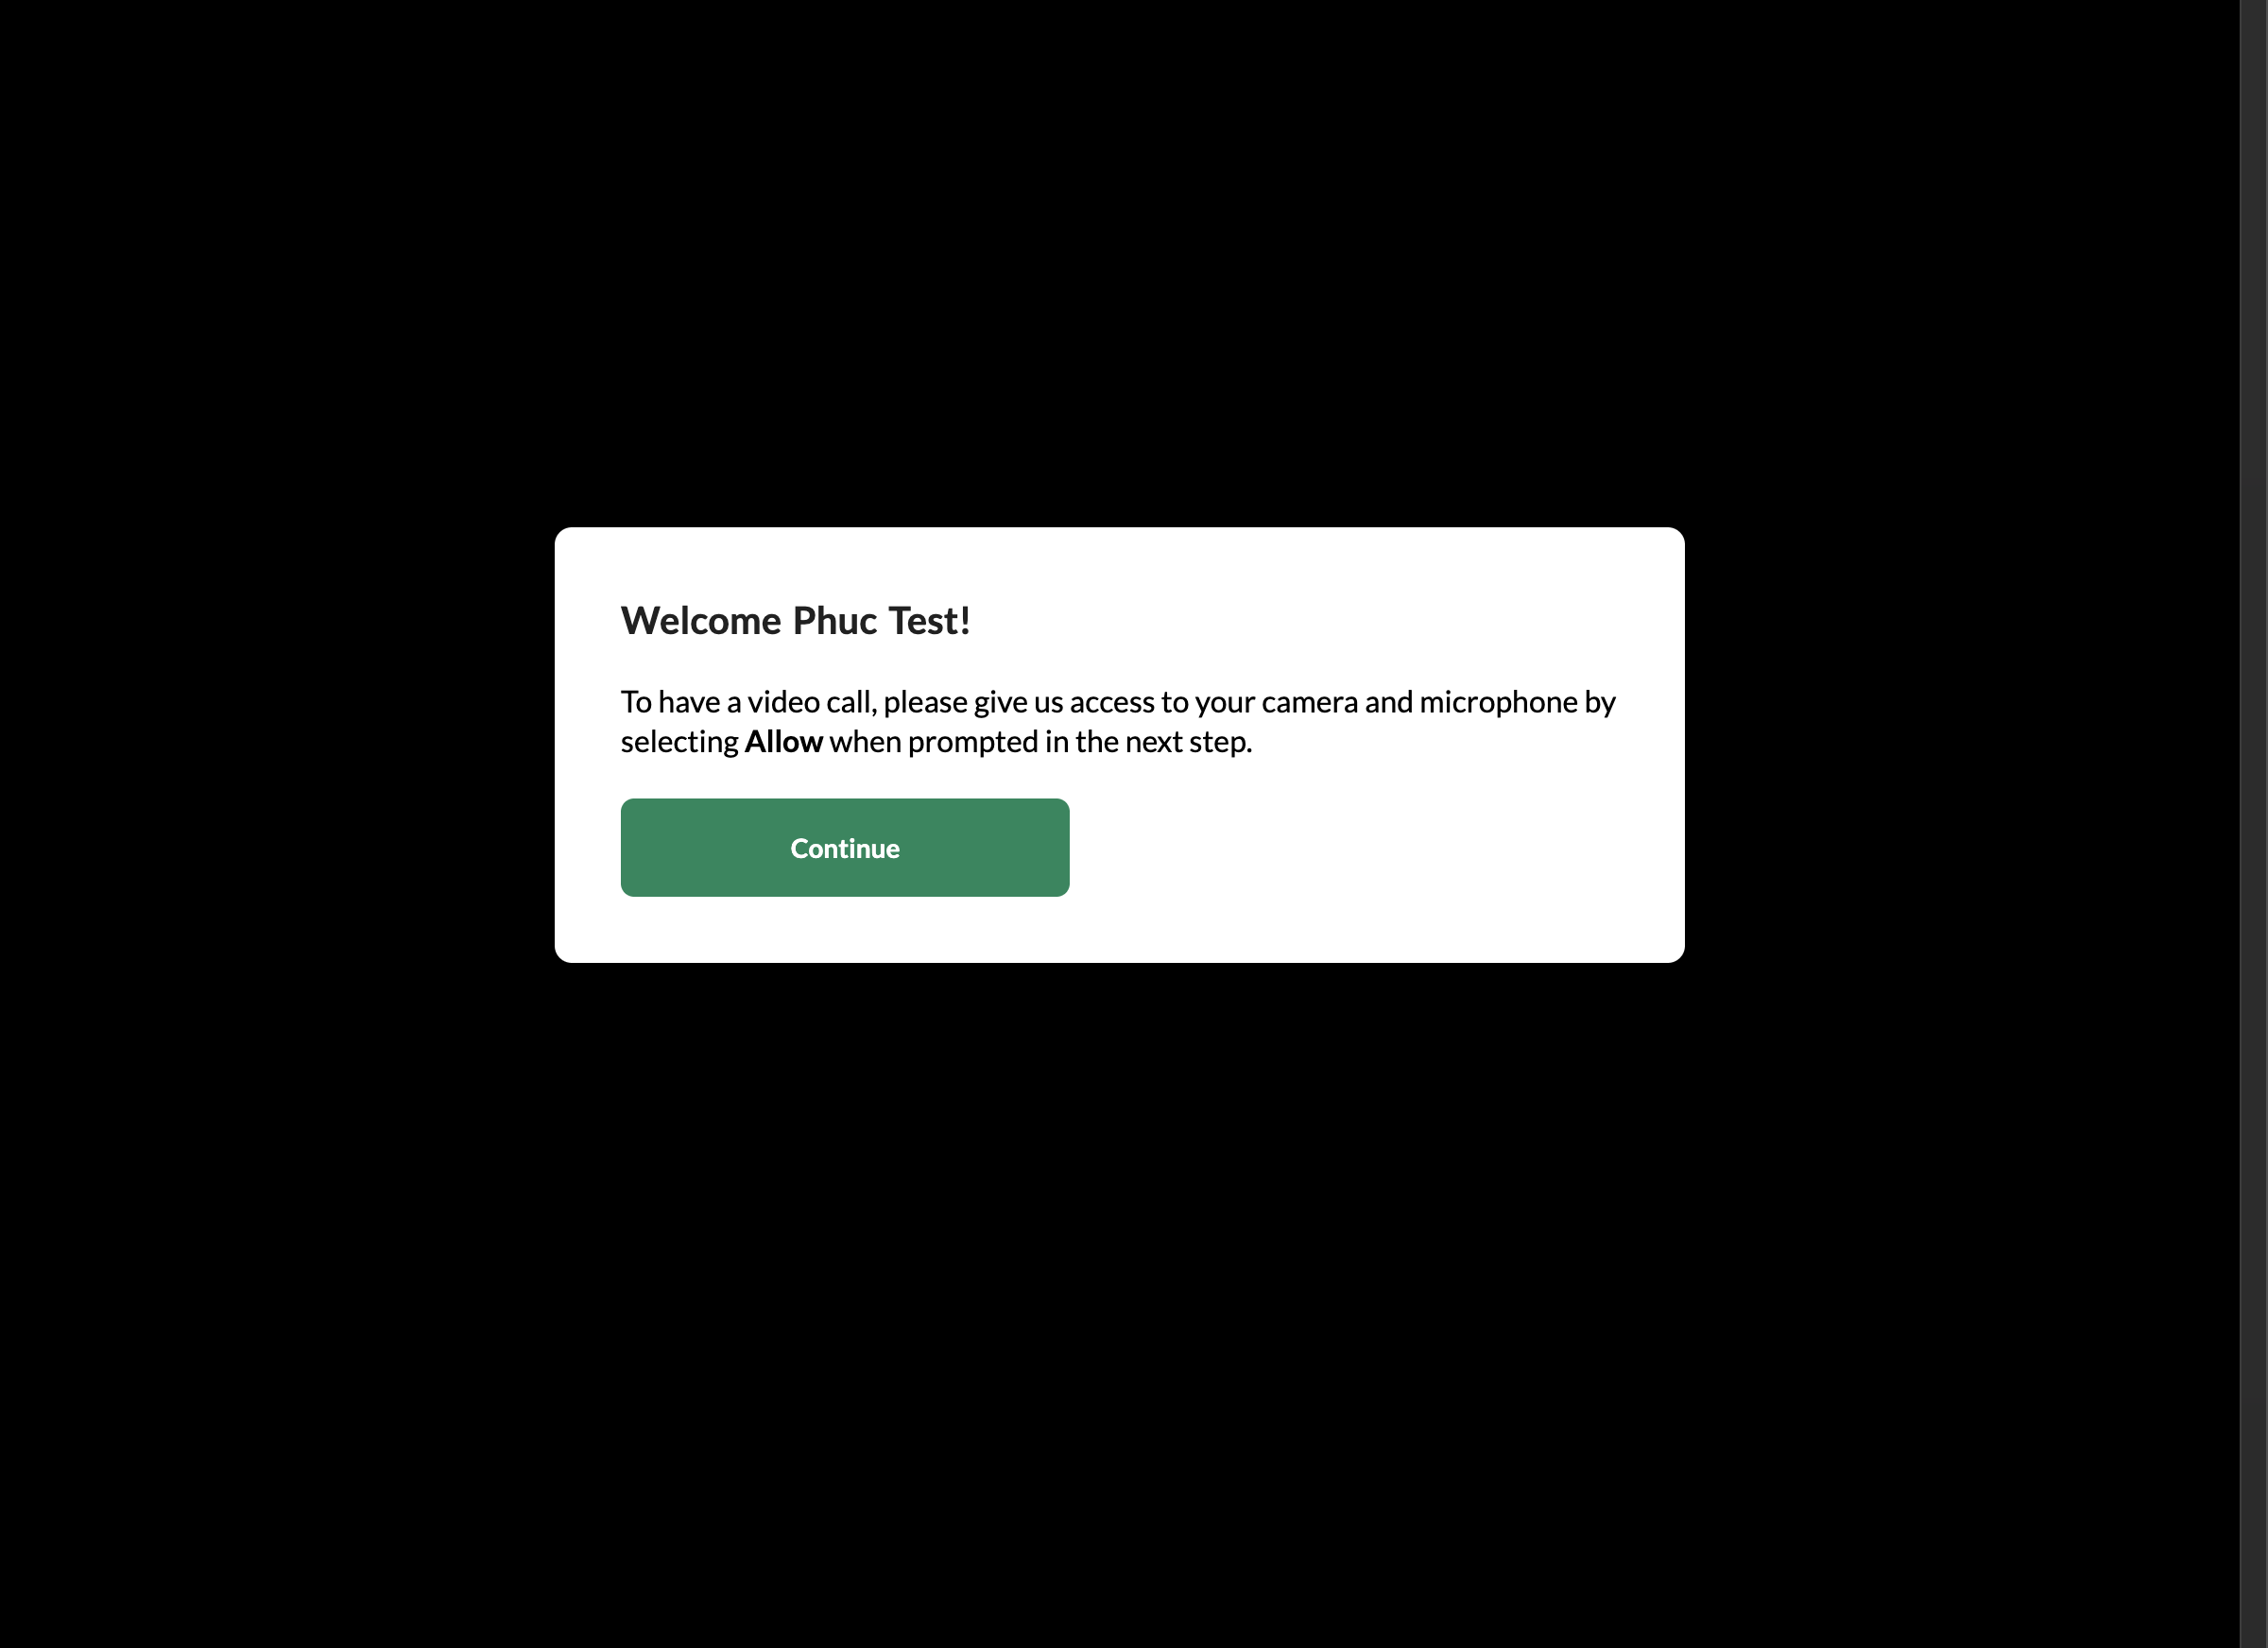 Welcome Phuc Test!
To have a video call, please give us access to your camera and microphone by
selecting Allow when prompted in the next step.
Continue